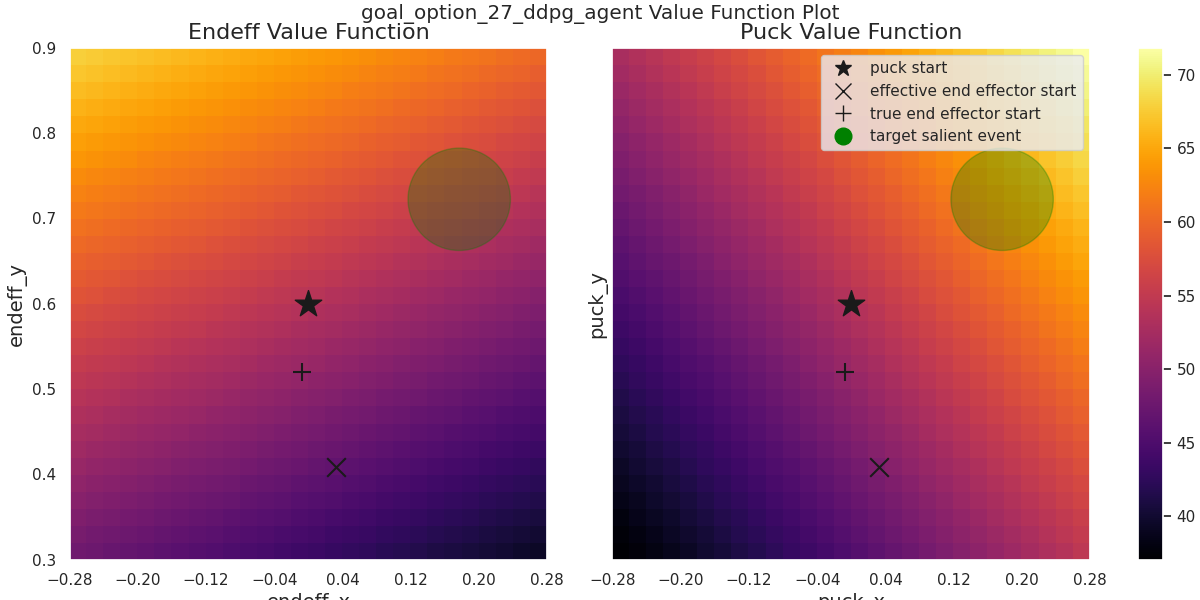 goal_option_27_ddpg_agent Value Function Plot
Endeff Value Function
Puck Value Function
0.9
0.8
0.7
0.6
0.5
0.4
0.3
endeff_y
−0.28 −0.20 −0.12 −0.04 0.04 0.12 0.20 0.28
endeff_x
puck_y
puck start
effective end effector start
true end effector start
target salient event
−0.28 −0.20 −0.12 −0.04 0.04 0.12 0.20 0.28
puck_x
70
65
60
55
50
45
40